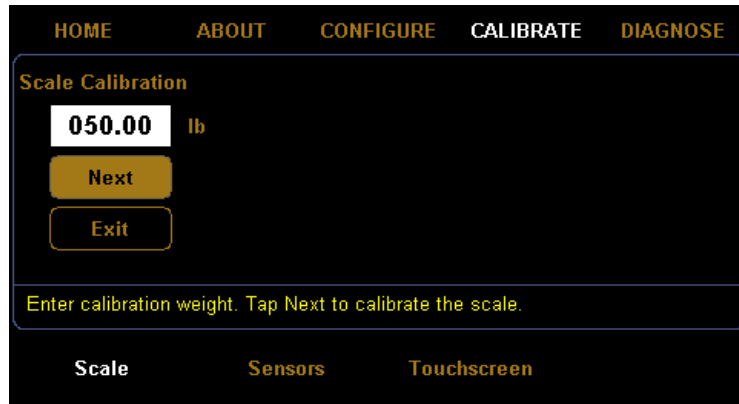 HOME ABOUT CONFIGURE CALIBRATE DIAGNOSE
Scale Calibration
050.00 lb
Next
Exit
Enter calibration weight. Tap Next to calibrate the scale.
Scale Sensors Touchscreen